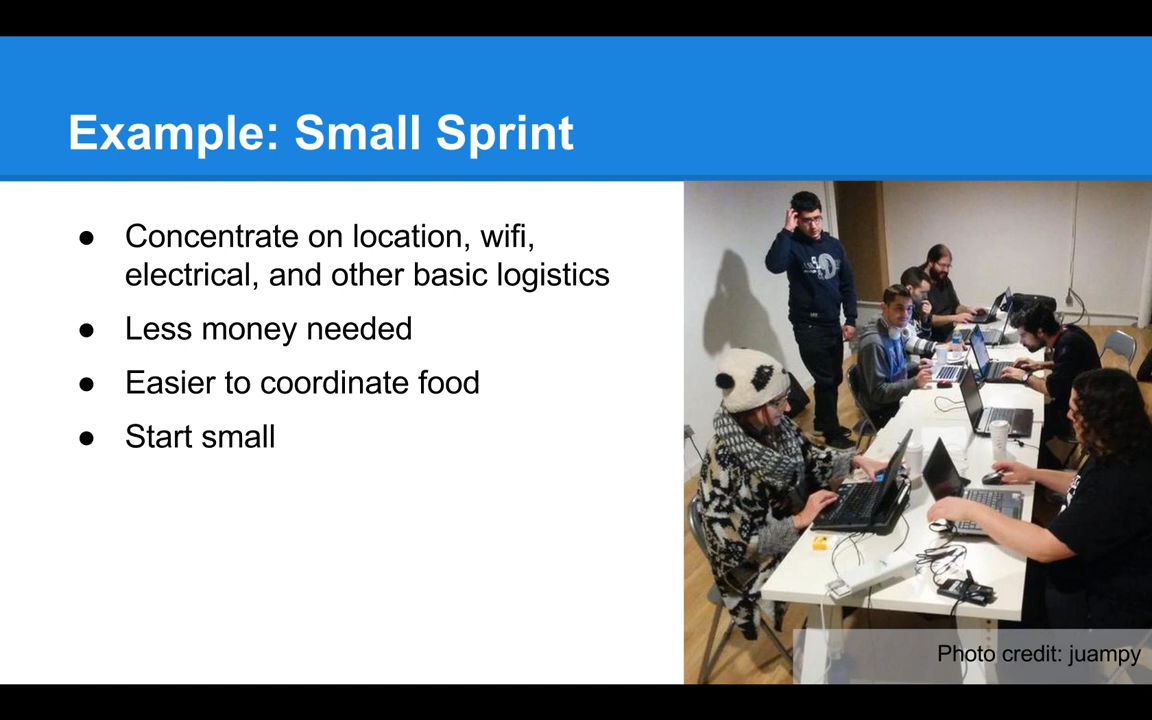 Example: Small Sprint
● Concentrate on location, wifi,
electrical, and other basic logistics
● Less money needed
● Easier to coordinate food
● Start small
Photo credit: juampy